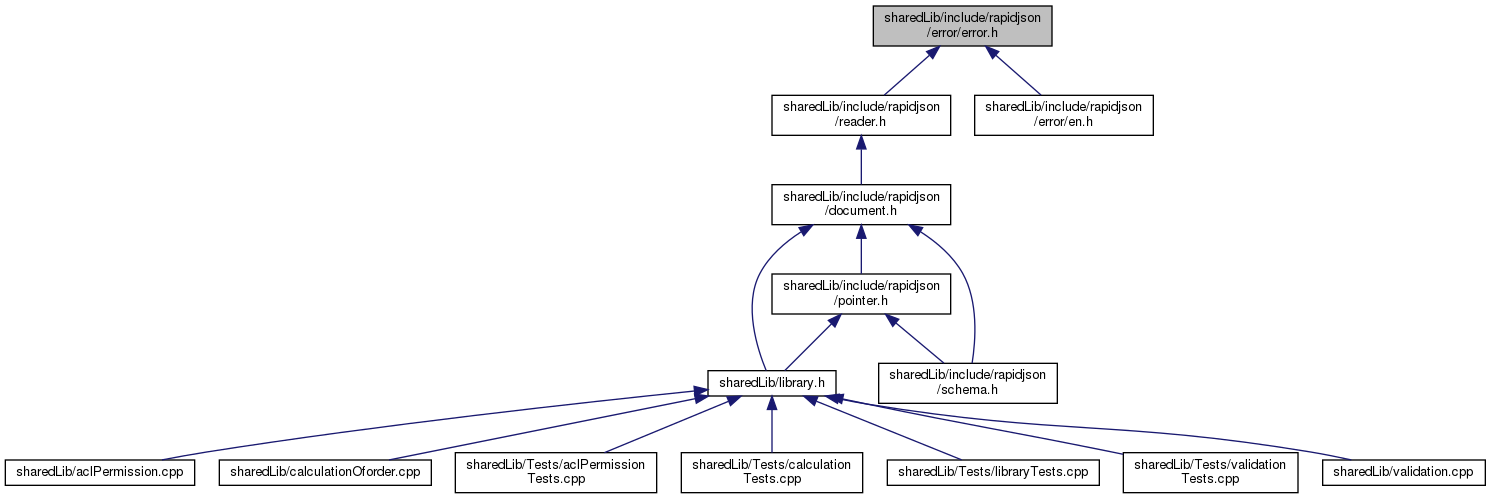 sharedLib/include/rapidjson
/error/error.h
sharedLib/include/rapidjson
/reader.h
sharedLib/include/rapidjson
/error/en.h
sharedLib/include/rapidjson
/document.h
sharedLib/include/rapidjson
/pointer.h
sharedLib/library.h
sharedLib/include/rapidjson
/schema.h
sharedLib/aclPermission.cpp
sharedLib/calculationOforder.cpp
sharedLib/Tests/aclPermission
Tests.cpp
sharedLib/Tests/calculation
Tests.cpp
sharedLib/Tests/libraryTests.cpp
sharedLib/Tests/validation
Tests.cpp
sharedLib/validation.cpp